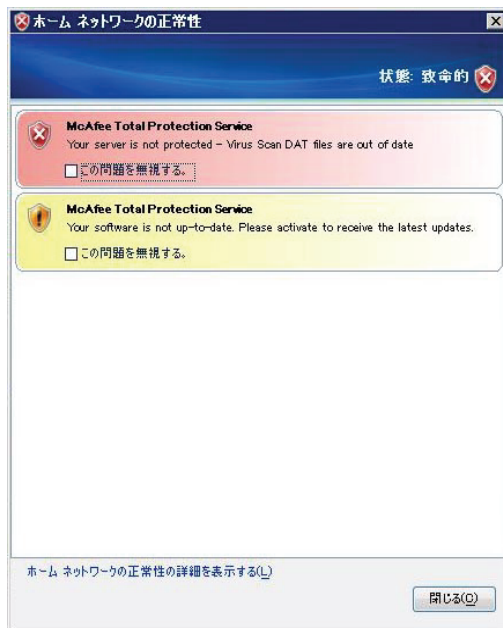 ホーム ネットワークの正常性
状態: 致命的
McAfee Total Protection Service
Your server is not protected - Virus Scan DAT files are out of date
この問題を無視する。
McAfee Total Protection Service
Your software is not up-to-date. Please activate to receive the latest updates.
この問題を無視する。
ホーム ネットワークの正常性の詳細を表示する(L)
閉じる(O)